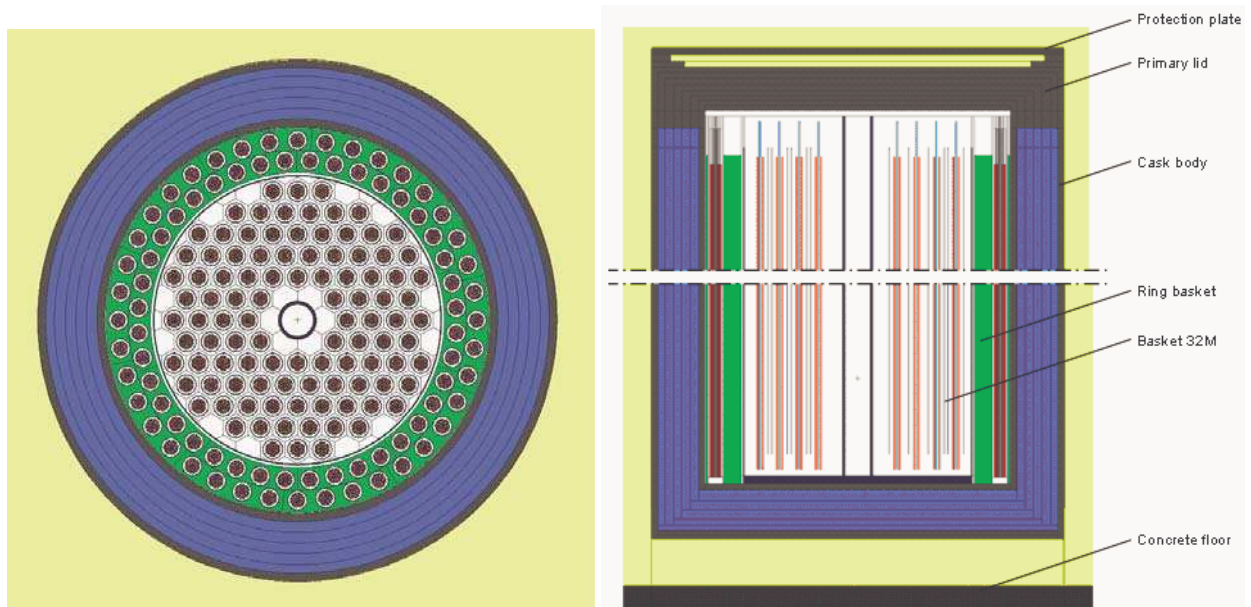 Protection plate
Primary lid
Cask body
Ring basket
Basket 32M
Concrete floor